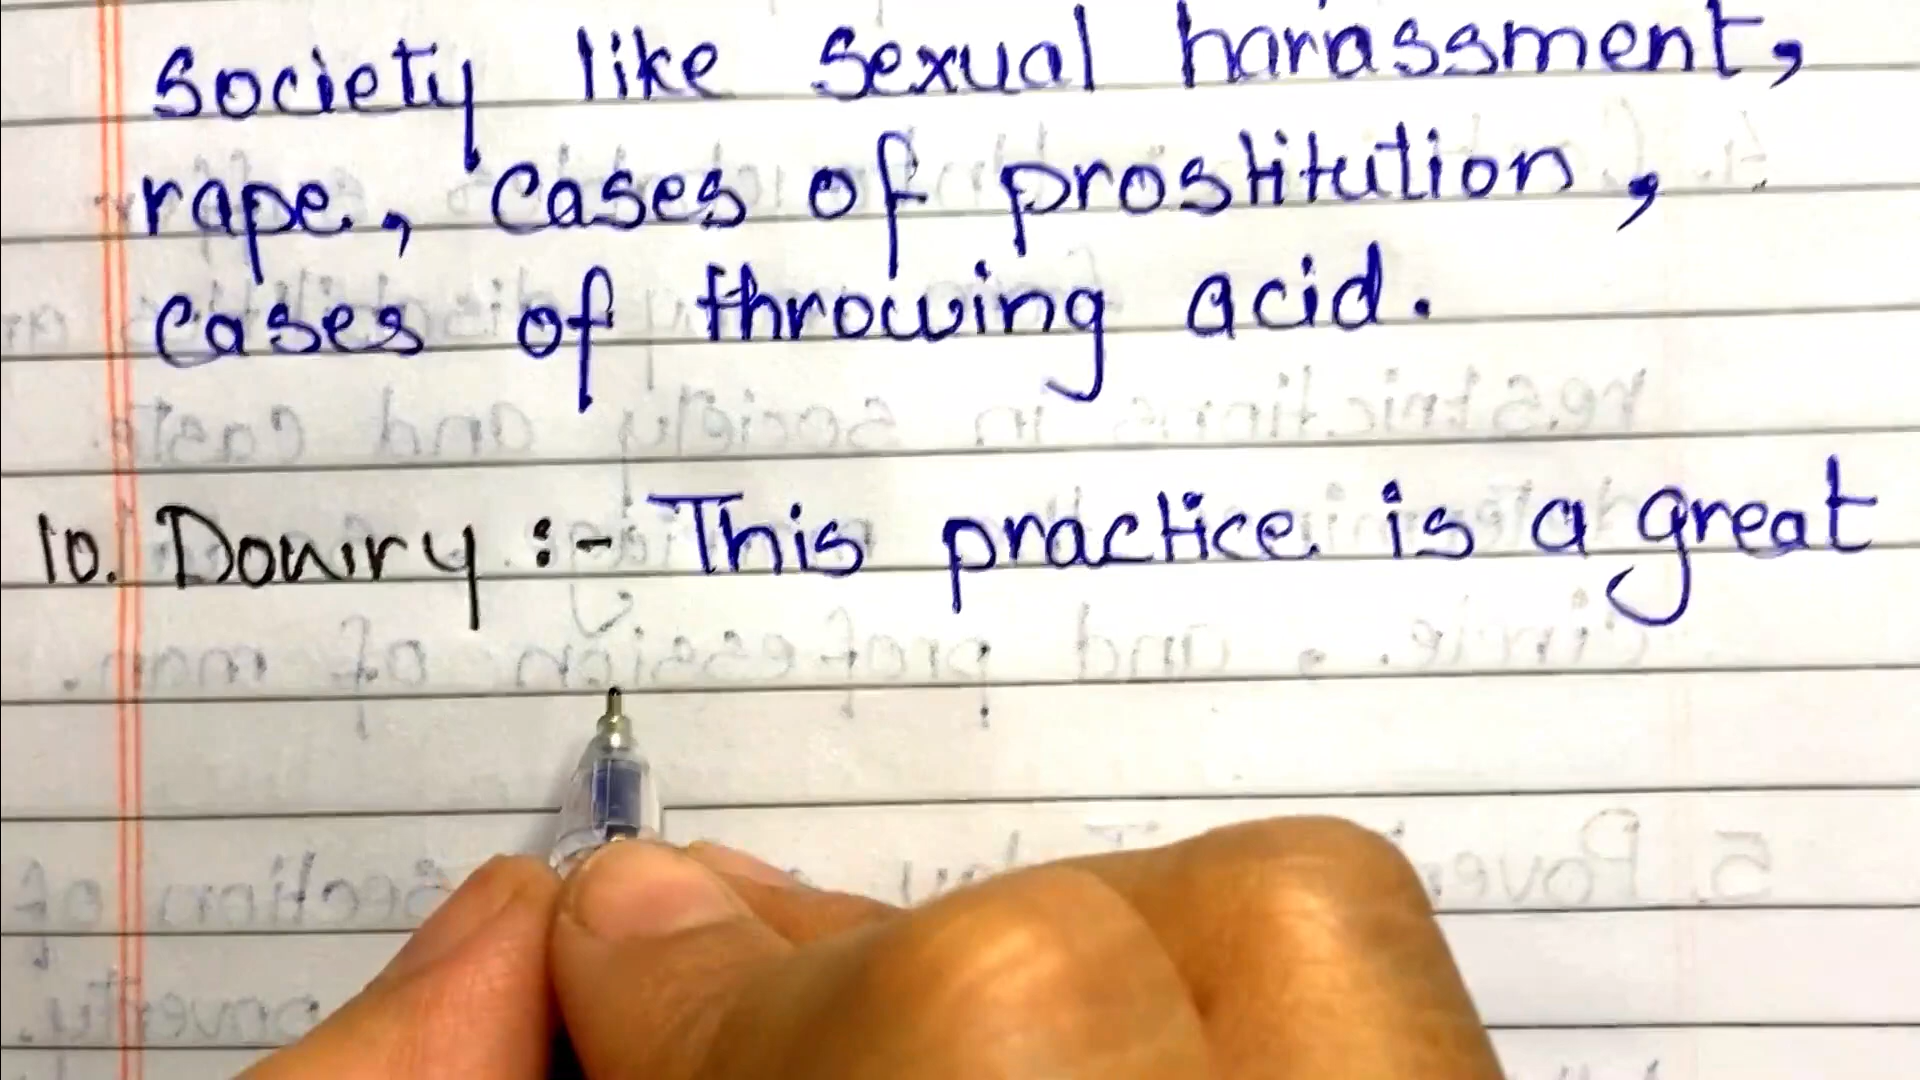 society like sexual harassment,
rape, cases of prostitution,
cases of throwing acid.
10. Dowry :- This practice is a great